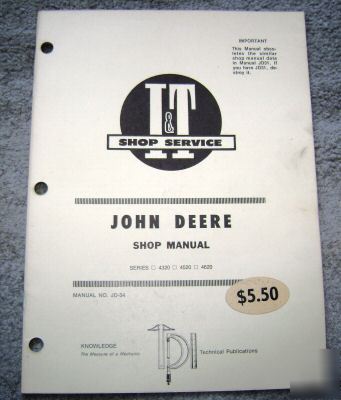 IMPORTANT
This Manual obso-
letes the similar
shop manual data
in Manual JD31. If
you have JD31, de-
stroy it.
I&T
SHOP SERVICE
JOHN DEERE
SHOP MANUAL
SERIES □ 4320 □ 4520 □ 4620
MANUAL NO. JD-34
$5.50
KNOWLEDGE
The Measure of a Mechanic
TPI
Technical Publications